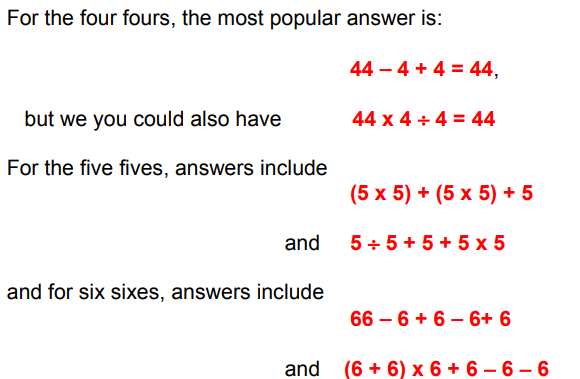 For the four fours, the most popular answer is:
44 – 4 + 4 = 44,
but we you could also have 44 x 4 ÷ 4 = 44
For the five fives, answers include
(5 x 5) + (5 x 5) + 5
and 5 ÷ 5 + 5 + 5 x 5
and for six sixes, answers include
66 – 6 + 6 – 6+ 6
and (6 + 6) x 6 + 6 – 6 – 6